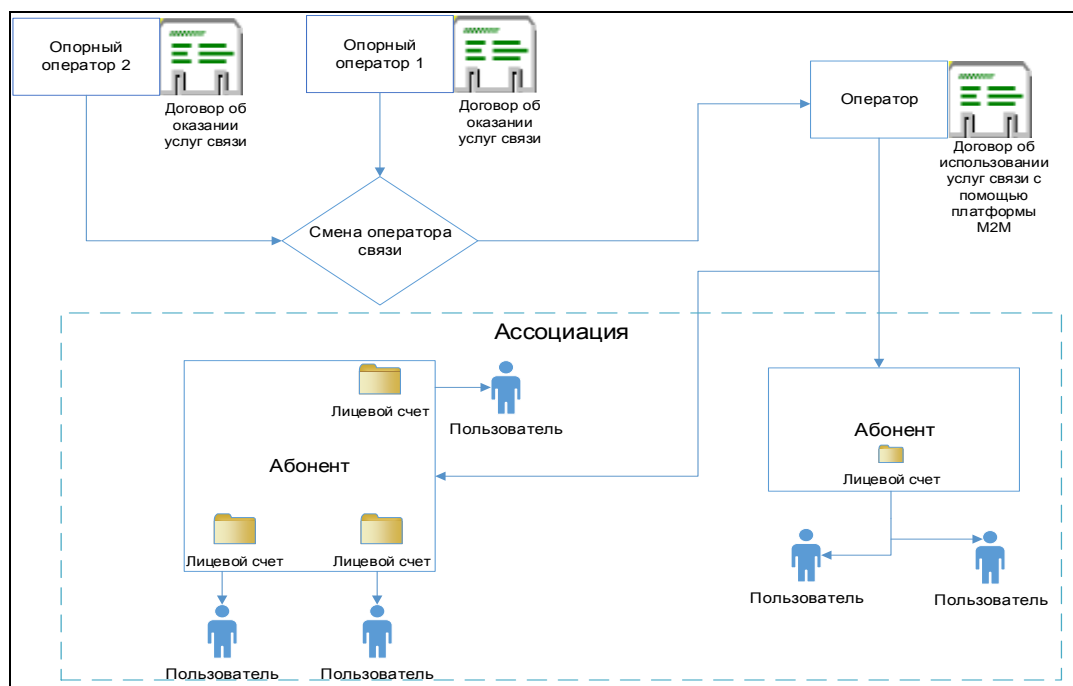 Опорный
оператор 2
Договор об
оказании
услуг связи
Опорный
оператор 1
Договор об
оказании
услуг связи
Оператор
Договор об
использовании
услуг связи с
помощью
платформы
M2M
Смена оператора
связи
Ассоциация
Лицевой счет
Пользователь
Абонент
Лицевой счет
Лицевой счет
Пользователь
Пользователь
Абонент
Лицевой счет
Пользователь
Пользователь